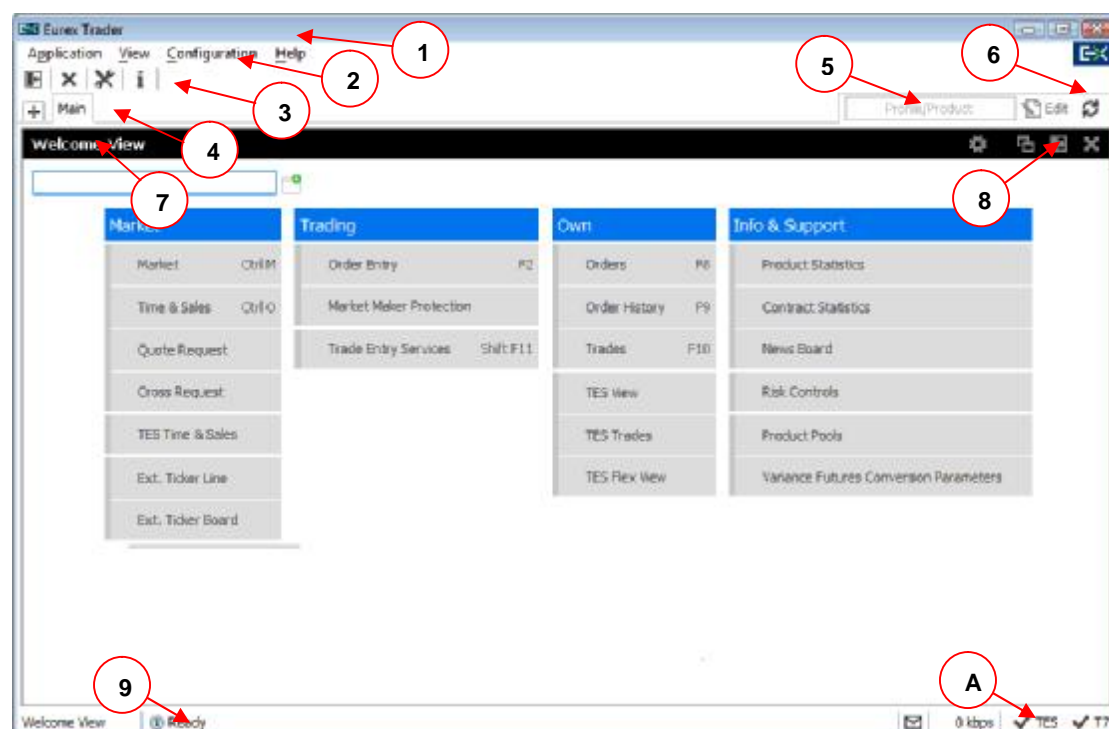 Eurex Trader
1
Application View Configuration Help
2
6
5
3
Main
Profile/Product
Edit
4
Welcome View
7
8
Market
Trading
Own
Info & Support
Market Ctrl M
Order Entry F2
Orders F8
Product Statistics
Time & Sales Ctrl O
Market Maker Protection
Order History F9
Contract Statistics
Quote Request
Trade Entry Services Shift F11
Trades F10
News Board
Cross Request
TES View
Risk Controls
TES Time & Sales
TES Trades
Product Pools
Ext. Ticker Line
TES Flex View
Variance Futures Conversion Parameters
Ext. Ticker Board
9
A
Welcome View
Ready
0 kbps
TES
T7